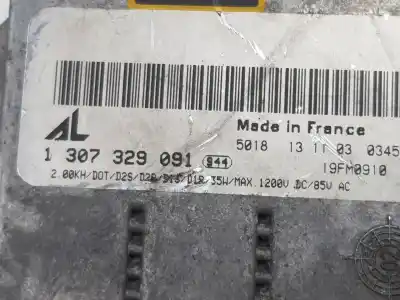 AL
Made in France
1 307 329 091 944
5018 13 11 03 0345
19FM0910
2.00KH/DOT/D2S/D2R/D1S/D1R/35W/MAX.1200V DC/85V AC